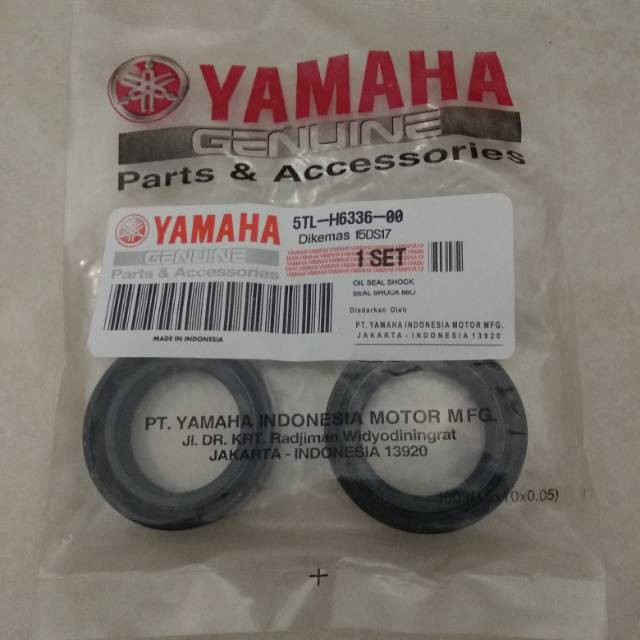 YAMAHA
GENUINE
Parts & Accessories
YAMAHA
GENUINE
Parts & Accessories
MADE IN INDONESIA
5TL-H6336-00
Dikemas 15DS17
1 SET
OIL SEAL SHOCK
SEAL SHOCK MIO
Diedarkan Oleh
PT. YAMAHA INDONESIA MOTOR MFG.
JAKARTA - INDONESIA 13920
PT. YAMAHA INDONESIA MOTOR MFG.
Jl. DR. KRT. Radjiman Widyodiningrat
JAKARTA - INDONESIA 13920